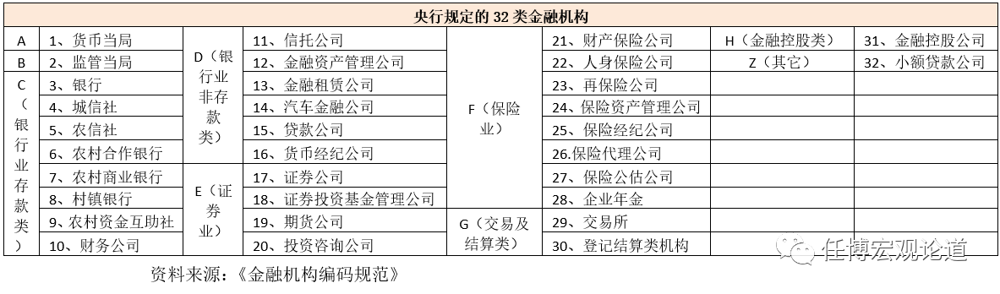 央行规定的 32 类金融机构
A 1、货币当局 D（银行业非存款类） 11、信托公司 F（保险业） 21、财产保险公司 H（金融控股类） 31、金融控股公司
B 2、监管当局 12、金融资产管理公司 22、人身保险公司 Z（其它） 32、小额贷款公司
C（银行业存款类） 3、银行 13、金融租赁公司 23、再保险公司
4、城信社 14、汽车金融公司 24、保险资产管理公司
5、农信社 15、贷款公司 25、保险经纪公司
6、农村合作银行 16、货币经纪公司 26.保险代理公司
7、农村商业银行 E（证券业） 17、证券公司 27、保险公估公司
8、村镇银行 18、证券投资基金管理公司 28、企业年金
9、农村资金互助社 19、期货公司 G（交易及结算类） 29、交易所
10、财务公司 20、投资咨询公司 30、登记结算类机构
任博宏观论道
资料来源：《金融机构编码规范》